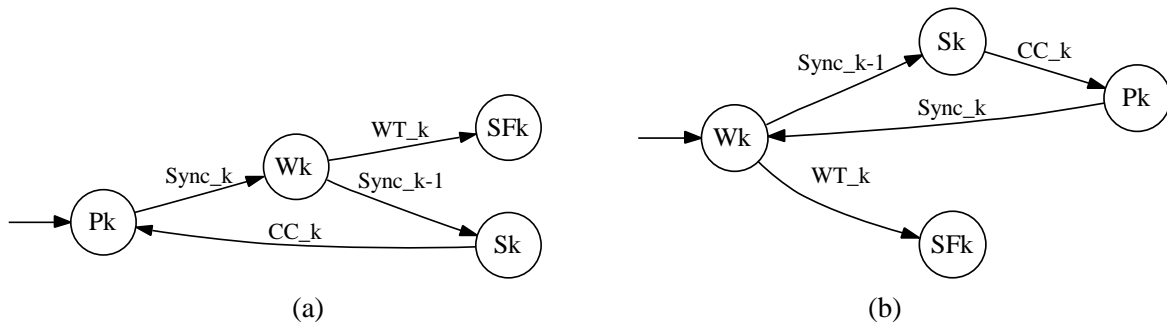 SFk
WT_k
Wk
Sync_k
Sync_k-1
Pk
CC_k
Sk
(a)
Sk
CC_k
Sync_k-1
Pk
Sync_k
Wk
WT_k
SFk
(b)